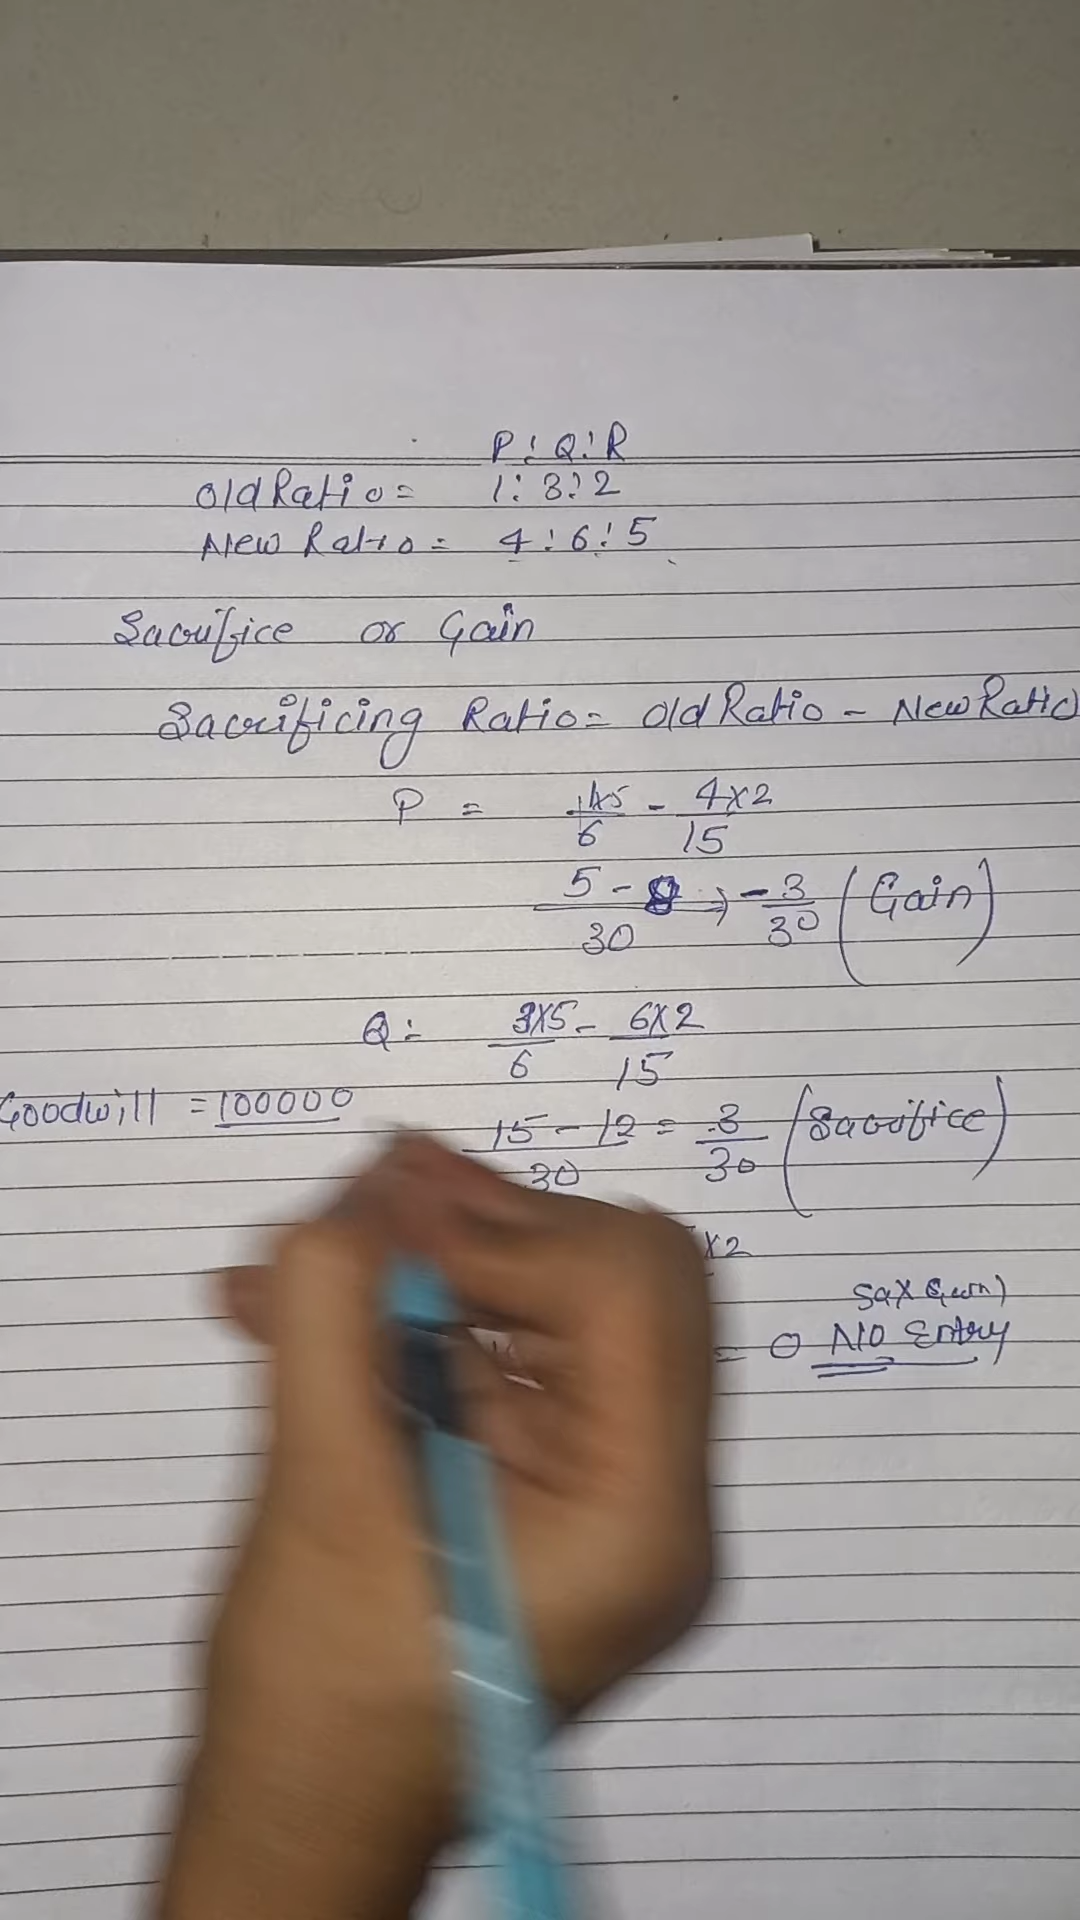 P : Q : R
Old Ratio = 1 : 3 : 2
New Ratio = 4 : 6 : 5
Sacrifice or Gain
Sacrificing Ratio = Old Ratio - New Ratio
P = 1x5/6 - 4x2/15
5 - 8/30 ⇒ -3/30 (Gain)
Q = 3x5/6 - 6x2/15
Goodwill = 100000
15 - 12/30 = 3/30 (Sacrifice)
x2
Gain)
= 0 NO Entry